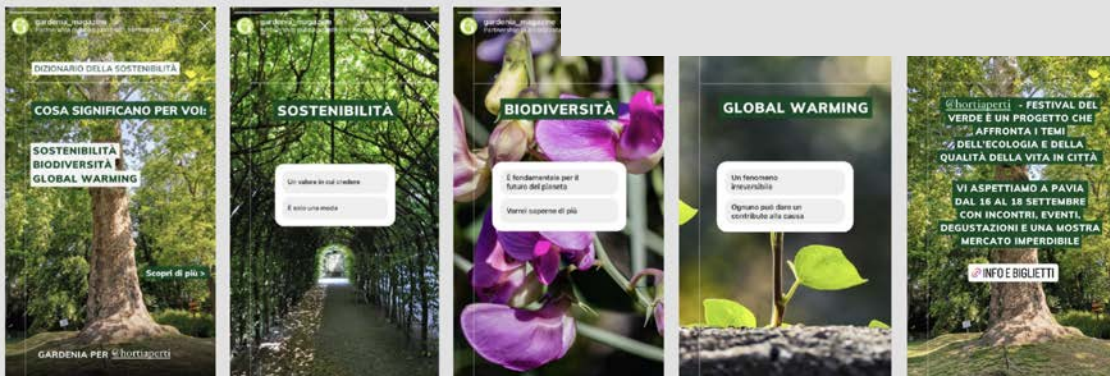 gardenia_magazine
DIZIONARIO DELLA SOSTENIBILITÀ
COSA SIGNIFICANO PER VOI:
SOSTENIBILITÀ
BIODIVERSITÀ
GLOBAL WARMING
Scopri di più >
GARDENIA PER @hortiaperti
gardenia_magazine
SOSTENIBILITÀ
Un valore in cui credere
È solo una moda
gardenia_magazine
BIODIVERSITÀ
È fondamentale per il
futuro del pianeta
Vorrei saperne di più
GLOBAL WARMING
Un fenomeno
irreversibile
Ognuno può dare un
contributo alla causa
@hortiaperti - FESTIVAL DEL
VERDE È UN PROGETTO CHE
AFFRONTA I TEMI
DELL'ECOLOGIA E DELLA
QUALITÀ DELLA VITA IN CITTÀ
VI ASPETTIAMO A PAVIA
DAL 16 AL 18 SETTEMBRE
CON INCONTRI, EVENTI,
DEGUSTAZIONI E UNA MOSTRA
MERCATO IMPERDIBILE
INFO E BIGLIETTI